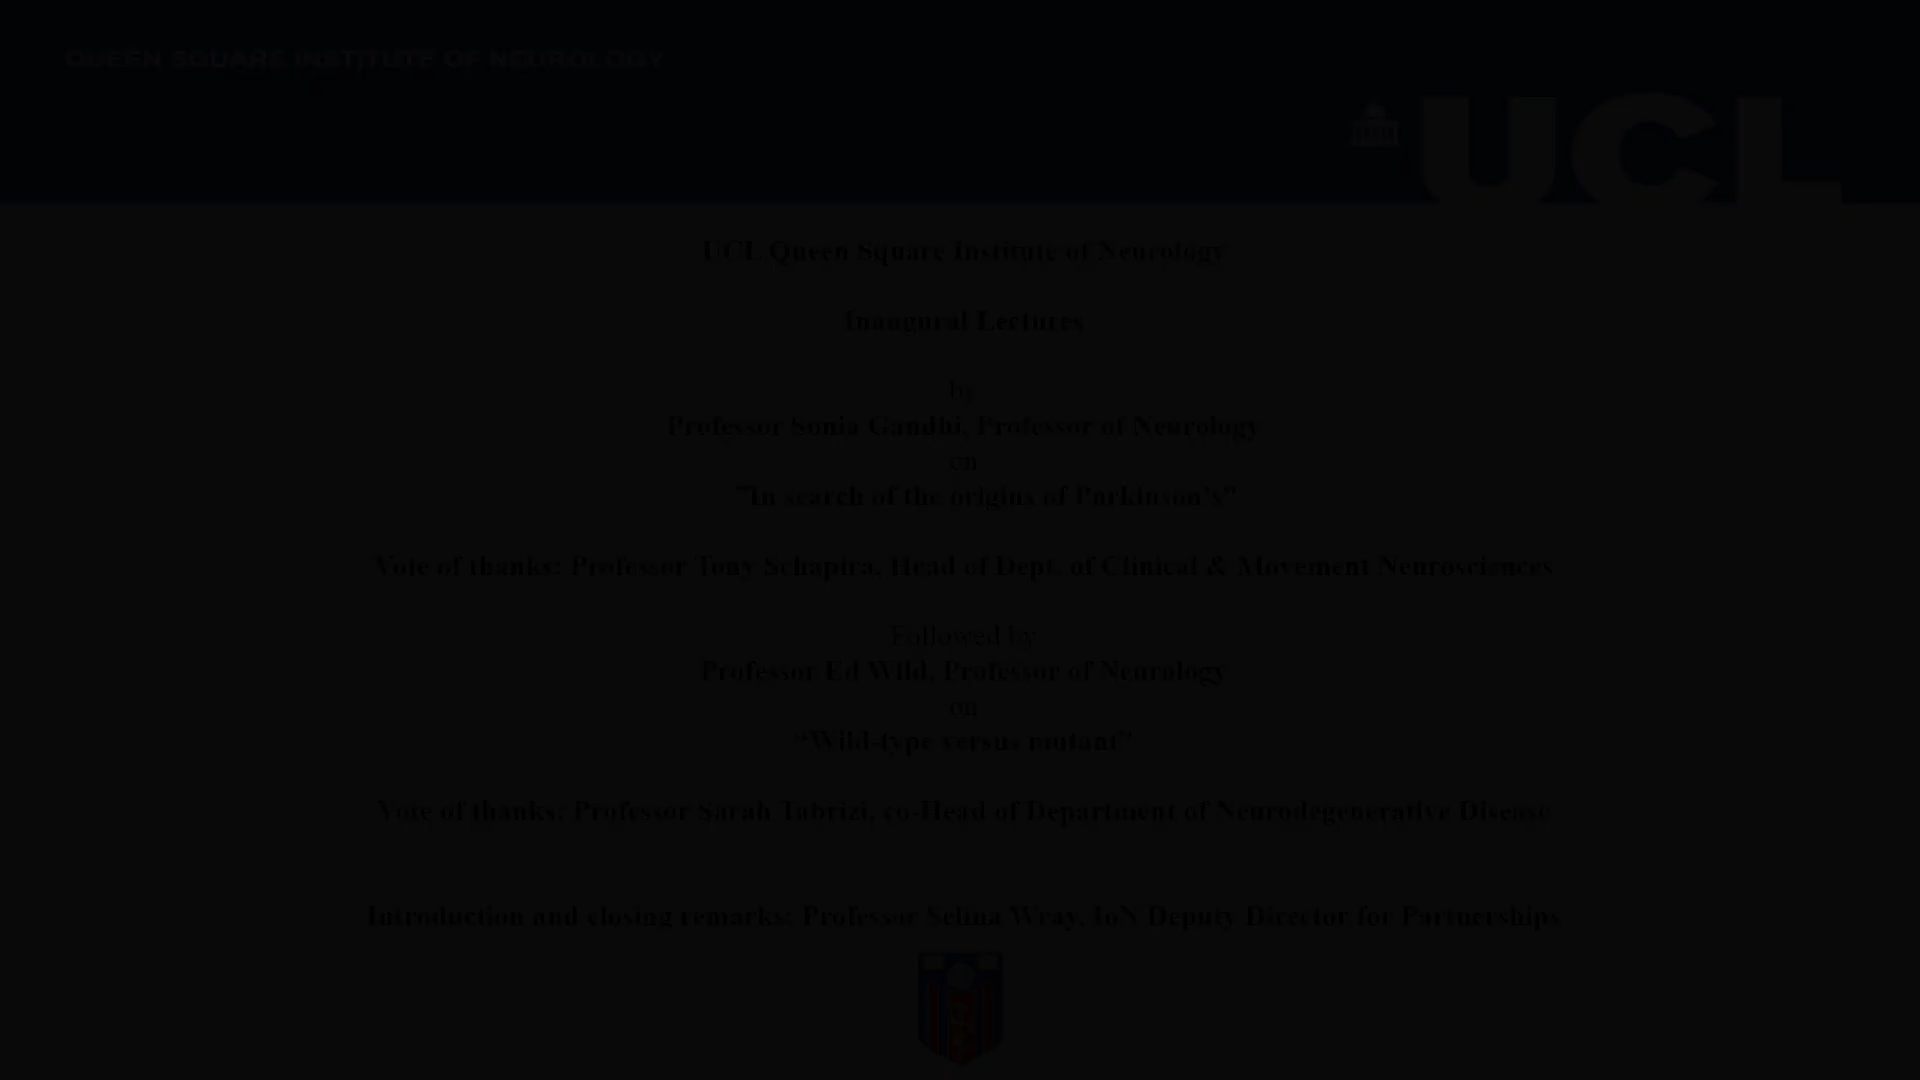 QUEEN SQUARE INSTITUTE OF NEUROLOGY
UCL
UCL Queen Square Institute of Neurology
Inaugural Lectures
by
Professor Sonia Gandhi, Professor of Neurology
on
"In search of the origins of Parkinson's"
Vote of thanks: Professor Tony Schapira, Head of Dept. of Clinical & Movement Neurosciences
Followed by
Professor Ed Wild, Professor of Neurology
on
“Wild-type versus mutant”
Vote of thanks: Professor Sarah Tabrizi, co-Head of Department of Neurodegenerative Disease
Introduction and closing remarks: Professor Selina Wray, IoN Deputy Director for Partnerships